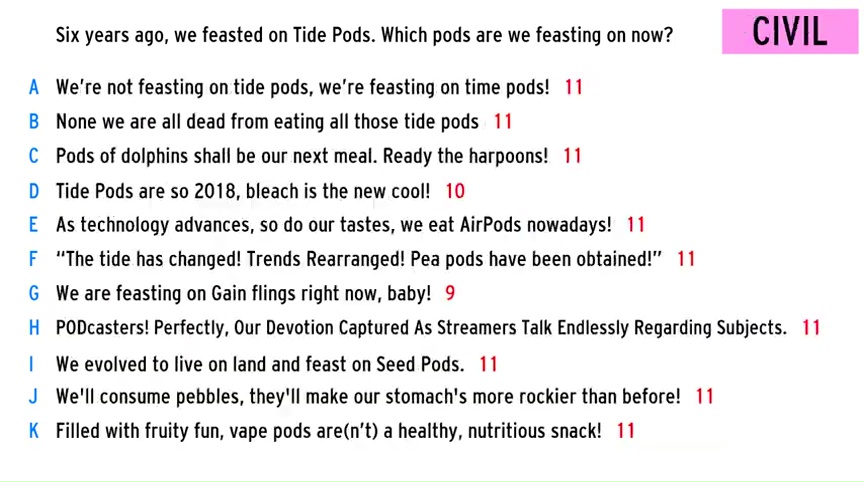 Six years ago, we feasted on Tide Pods. Which pods are we feasting on now?
CIVIL
A We're not feasting on tide pods, we're feasting on time pods! 11
B None we are all dead from eating all those tide pods 11
C Pods of dolphins shall be our next meal. Ready the harpoons! 11
D Tide Pods are so 2018, bleach is the new cool! 10
E As technology advances, so do our tastes, we eat AirPods nowadays! 11
F “The tide has changed! Trends Rearranged! Pea pods have been obtained!” 11
G We are feasting on Gain flings right now, baby! 9
H PODcasters! Perfectly, Our Devotion Captured As Streamers Talk Endlessly Regarding Subjects. 11
I We evolved to live on land and feast on Seed Pods. 11
J We'll consume pebbles, they'll make our stomach's more rockier than before! 11
K Filled with fruity fun, vape pods are(n't) a healthy, nutritious snack! 11